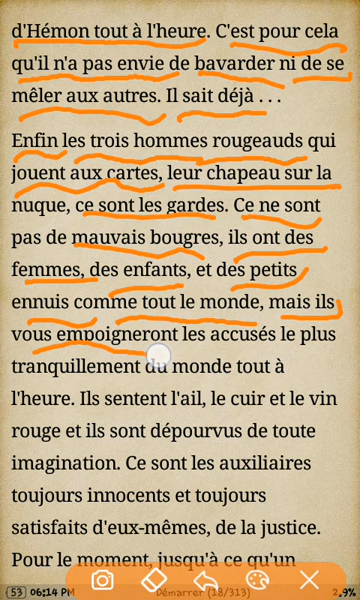 d'Hémon tout à l'heure. C'est pour cela
qu'il n'a pas envie de bavarder ni de se
mêler aux autres. Il sait déjà . . .
Enfin les trois hommes rougeauds qui
jouent aux cartes, leur chapeau sur la
nuque, ce sont les gardes. Ce ne sont
pas de mauvais bougres, ils ont des
femmes, des enfants, et des petits
ennuis comme tout le monde, mais ils
vous empoigneront les accusés le plus
tranquillement du monde tout à
l'heure. Ils sentent l'ail, le cuir et le vin
rouge et ils sont dépourvus de toute
imagination. Ce sont les auxiliaires
toujours innocents et toujours
satisfaits d'eux-mêmes, de la justice.
Pour le moment, jusqu'à ce qu'un
(53) 06:14 PM Démarrer (18/313) 2.9%